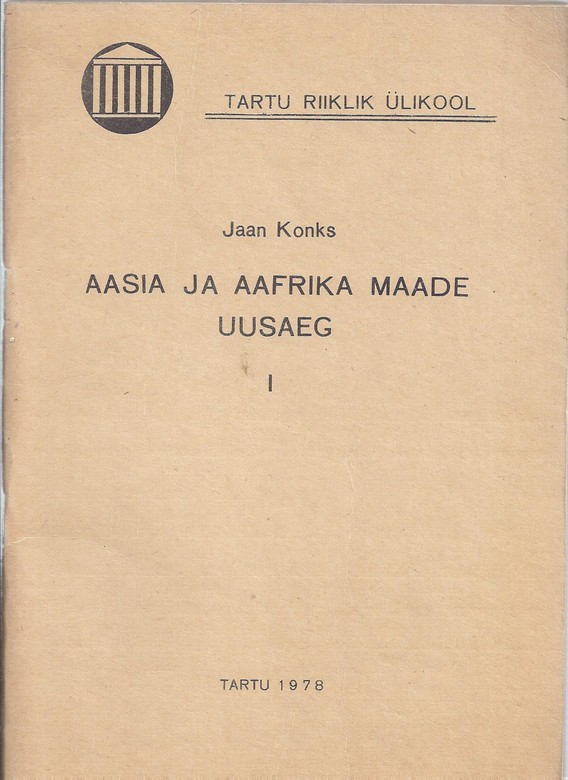 TARTU RIIKLIK ÜLIKOOL
Jaan Konks
AASIA JA AAFRIKA MAADE
UUSAEG
I
TARTU 1978